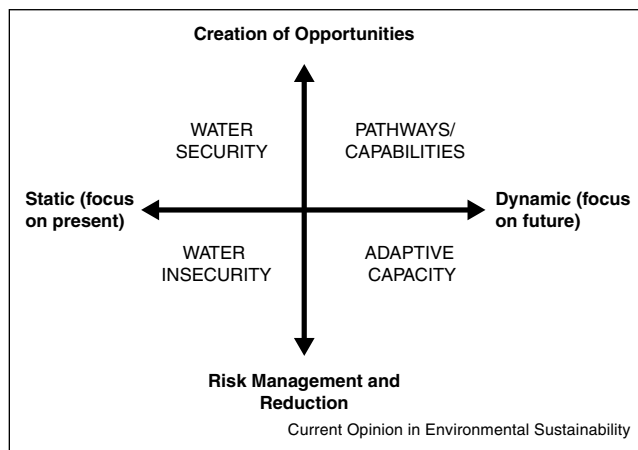 Creation of Opportunities
WATER
SECURITY
PATHWAYS/
CAPABILITIES
Static (focus
on present)
Dynamic (focus
on future)
WATER
INSECURITY
ADAPTIVE
CAPACITY
Risk Management and
Reduction
Current Opinion in Environmental Sustainability